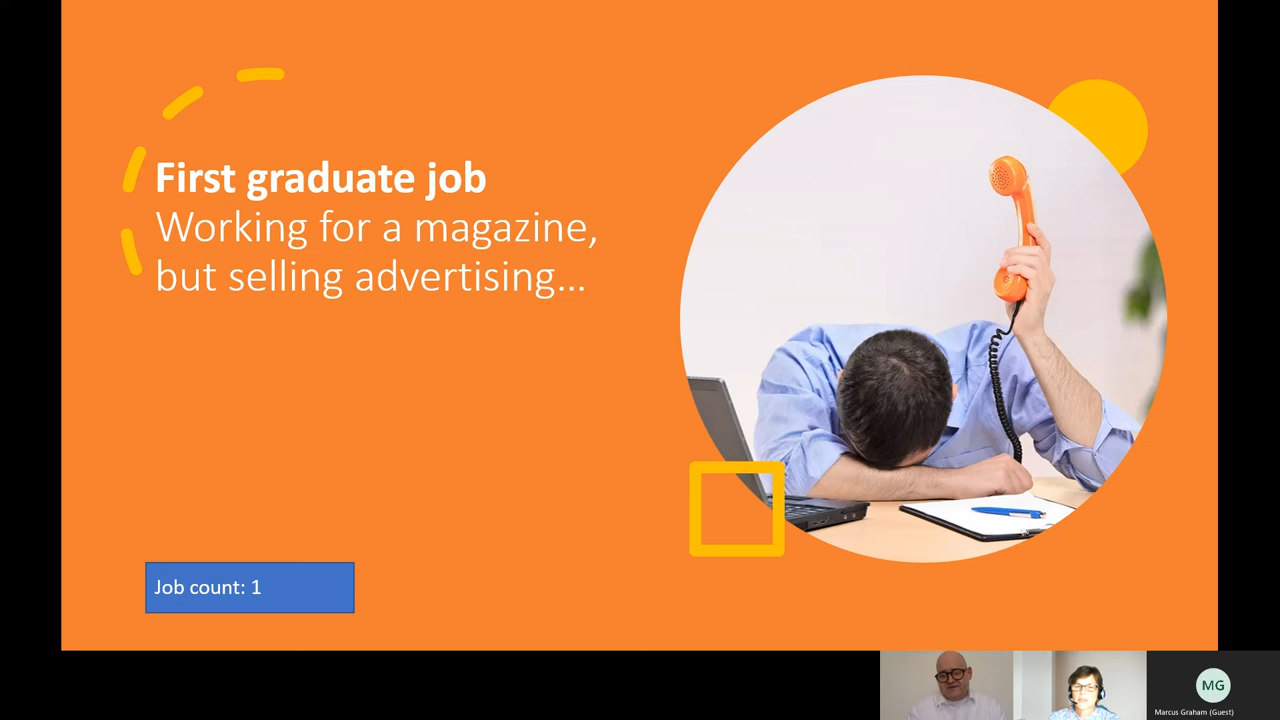 First graduate job
Working for a magazine,
but selling advertising...
Job count: 1
MG
Marcus Graham (Guest)